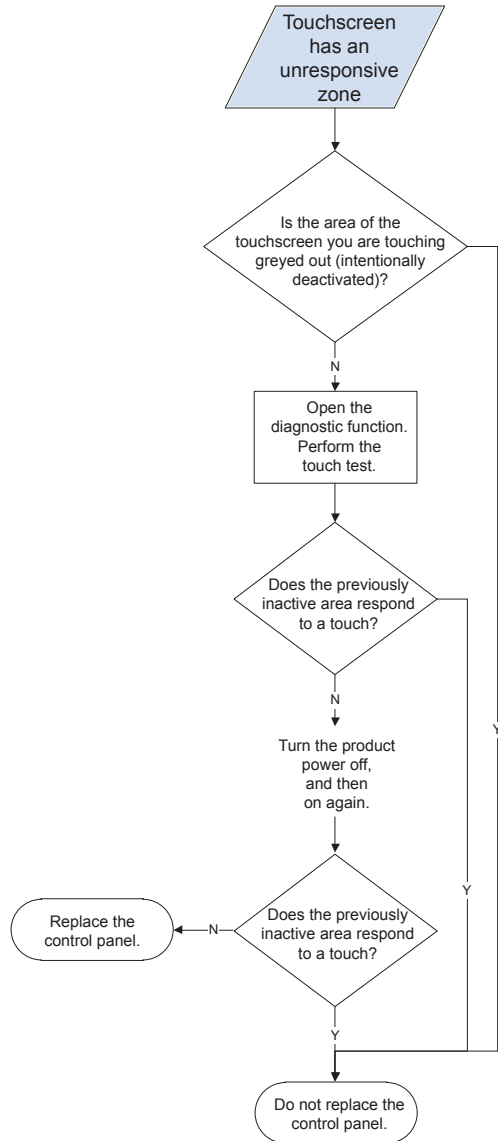 Touchscreen
has an
unresponsive
zone
Is the area of the
touchscreen you are touching
greyed out (intentionally
deactivated)?
N
Open the
diagnostic function.
Perform the
touch test.
Does the previously
inactive area respond
to a touch?
N
Y
Turn the product
power off,
and then
on again.
Y
Does the previously
inactive area respond
to a touch?
N
Replace the
control panel.
Y
Do not replace the
control panel.